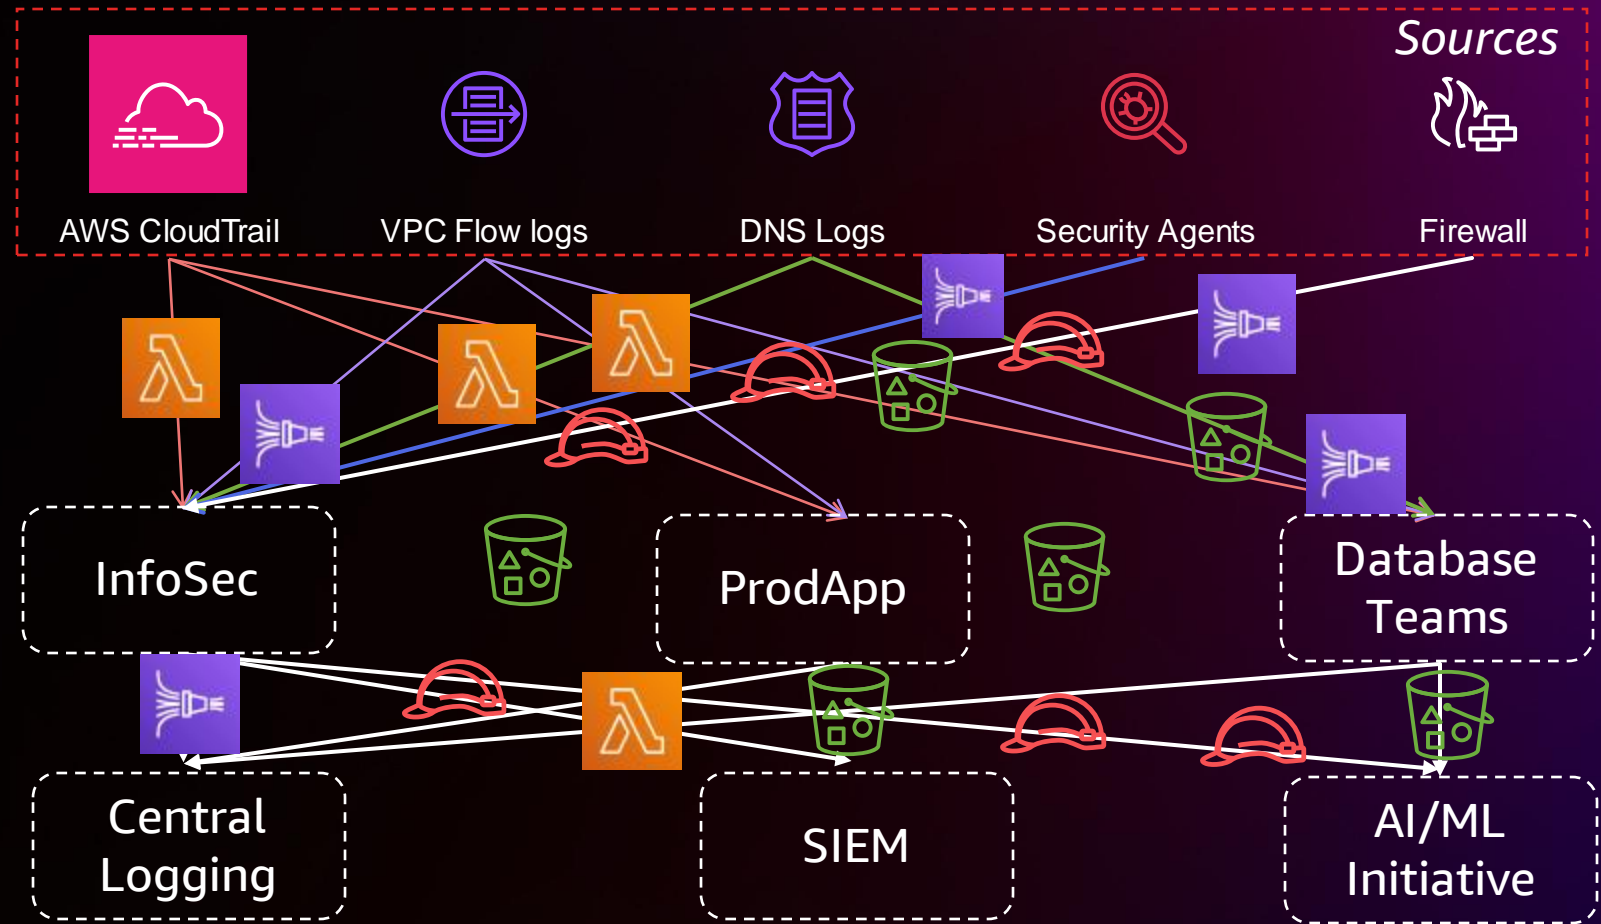 Sources
AWS CloudTrail
VPC Flow logs
DNS Logs
Security Agents
Firewall
InfoSec
ProdApp
Database
Teams
Central
Logging
SIEM
AI/ML
Initiative